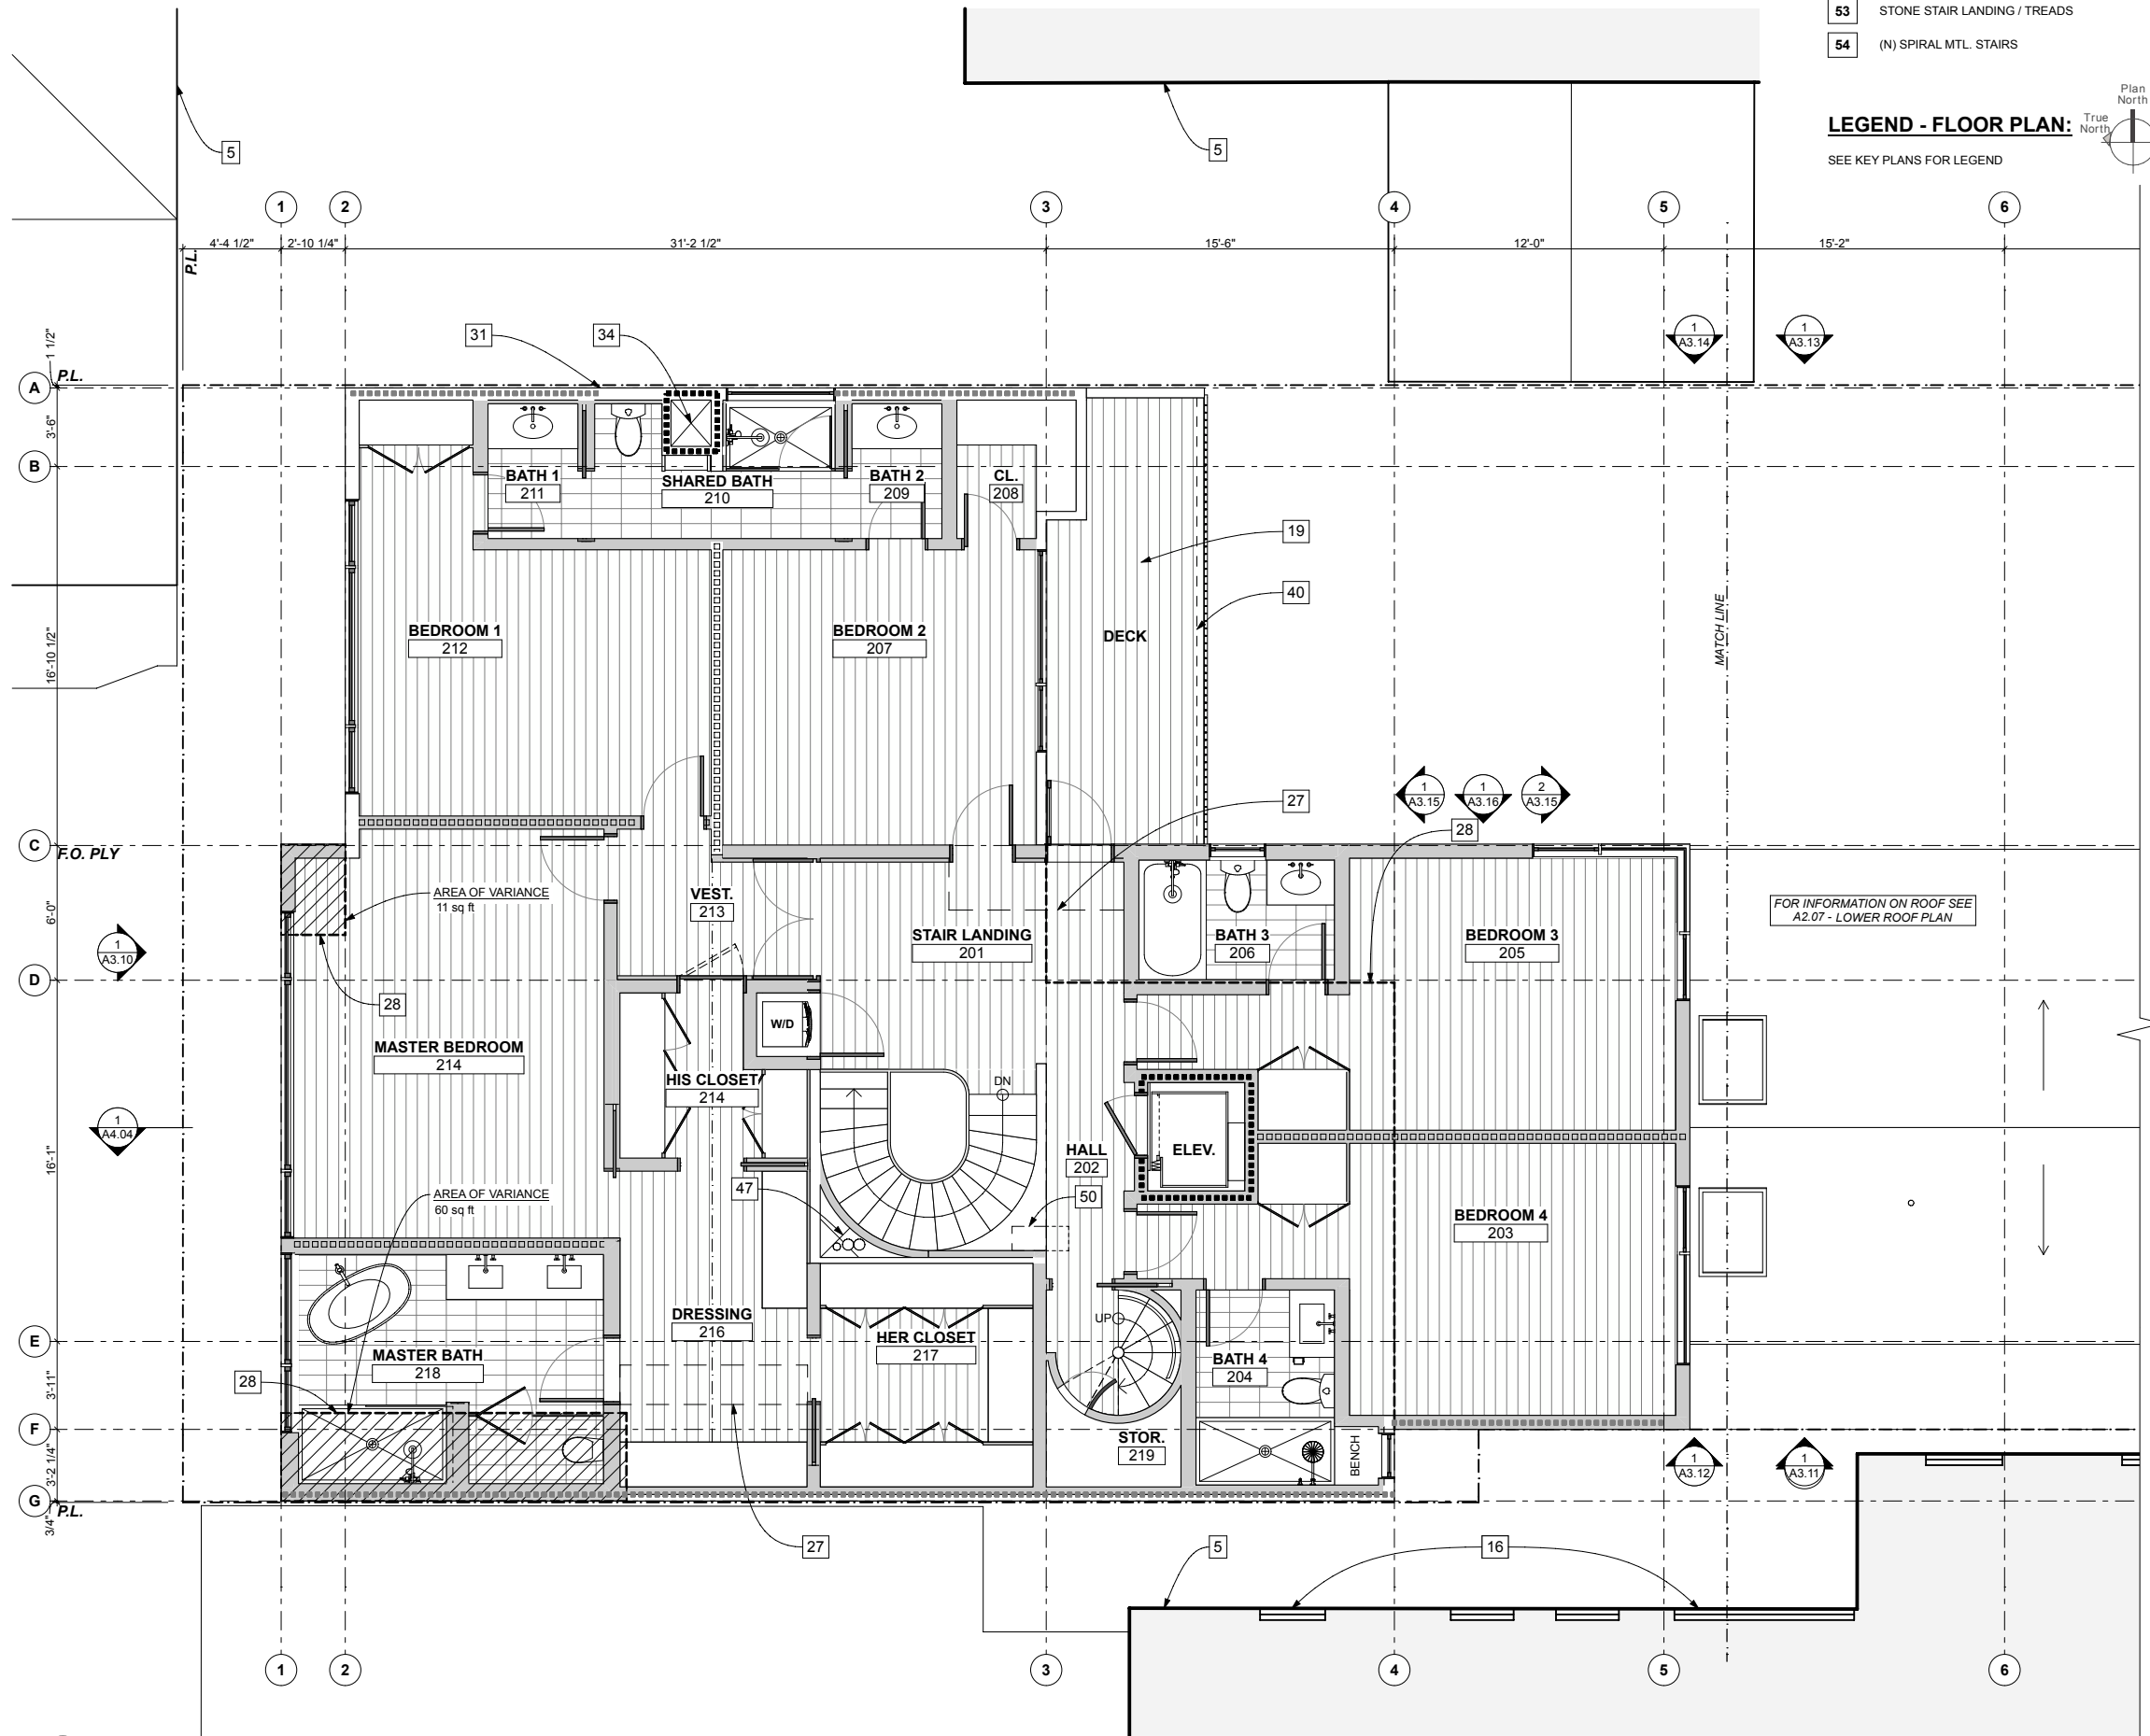 53 STONE STAIR LANDING / TREADS
54 (N) SPIRAL MTL. STAIRS
Plan
North
True
North
LEGEND - FLOOR PLAN:
SEE KEY PLANS FOR LEGEND
5
5
1
2
3
4
5
6
4'-4 1/2"
2'-10 1/4"
31'-2 1/2"
15'-6"
12'-0"
15'-2"
P.L.
31
34
1
A3.14
1
A3.13
1 1/2"
P.L.
A
3'-6"
B
BATH 1
211
SHARED BATH
210
BATH 2
209
CL.
208
19
40
BEDROOM 1
212
BEDROOM 2
207
DECK
16'-10 1/2"
MATCH LINE
27
1
A3.15
1
A3.16
2
A3.15
28
C
F.O. PLY
AREA OF VARIANCE
11 sq ft
VEST.
213
6'-0"
FOR INFORMATION ON ROOF SEE
A2.07 - LOWER ROOF PLAN
STAIR LANDING
201
BATH 3
206
BEDROOM 3
205
1
A3.10
D
28
W/D
MASTER BEDROOM
214
HIS CLOSET
214
DN
1
A4.04
HALL
202
ELEV.
16'-1"
47
50
AREA OF VARIANCE
60 sq ft
BEDROOM 4
203
DRESSING
216
UP
E
HER CLOSET
217
MASTER BATH
218
BATH 4
204
28
3'-11"
F
STOR.
219
BENCH
1
A3.12
1
A3.11
3'-2 1/4"
G
P.L.
3/4"
27
5
16
1
2
3
4
5
6